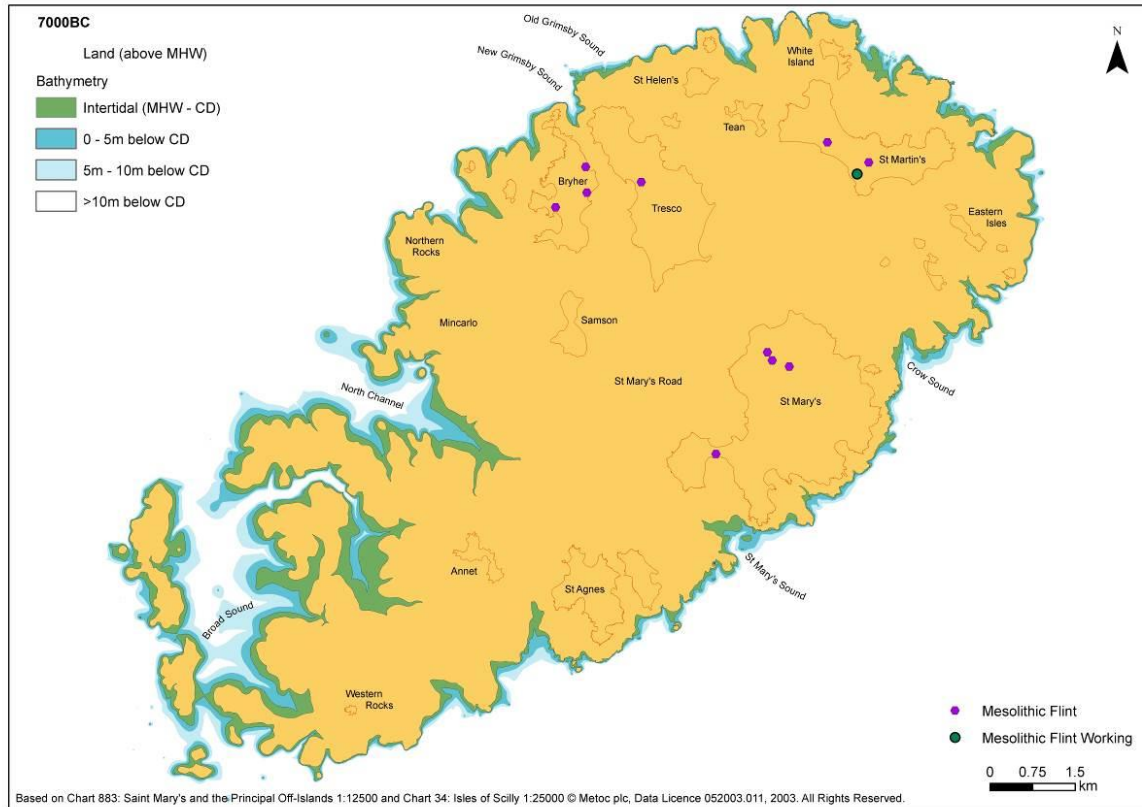 7000BC
Land (above MHW)
Bathymetry
Intertidal (MHW - CD)
0 - 5m below CD
5m - 10m below CD
>10m below CD
Old Grimsby Sound
New Grimsby Sound
N
White
Island
St Helen's
Tean
St Martin's
Bryher
Tresco
Eastern
Isles
Northern
Rocks
Mincarlo
Samson
St Mary's Road
St Mary's
Crow Sound
North Channel
Annet
St Agnes
St Mary's Sound
Broad Sound
Western
Rocks
Mesolithic Flint
Mesolithic Flint Working
0 0.75 1.5
km
Based on Chart 883: Saint Mary's and the Principal Off-Islands 1:12500 and Chart 34: Isles of Scilly 1:25000 © Metoc plc, Data Licence 052003.011, 2003. All Rights Reserved.